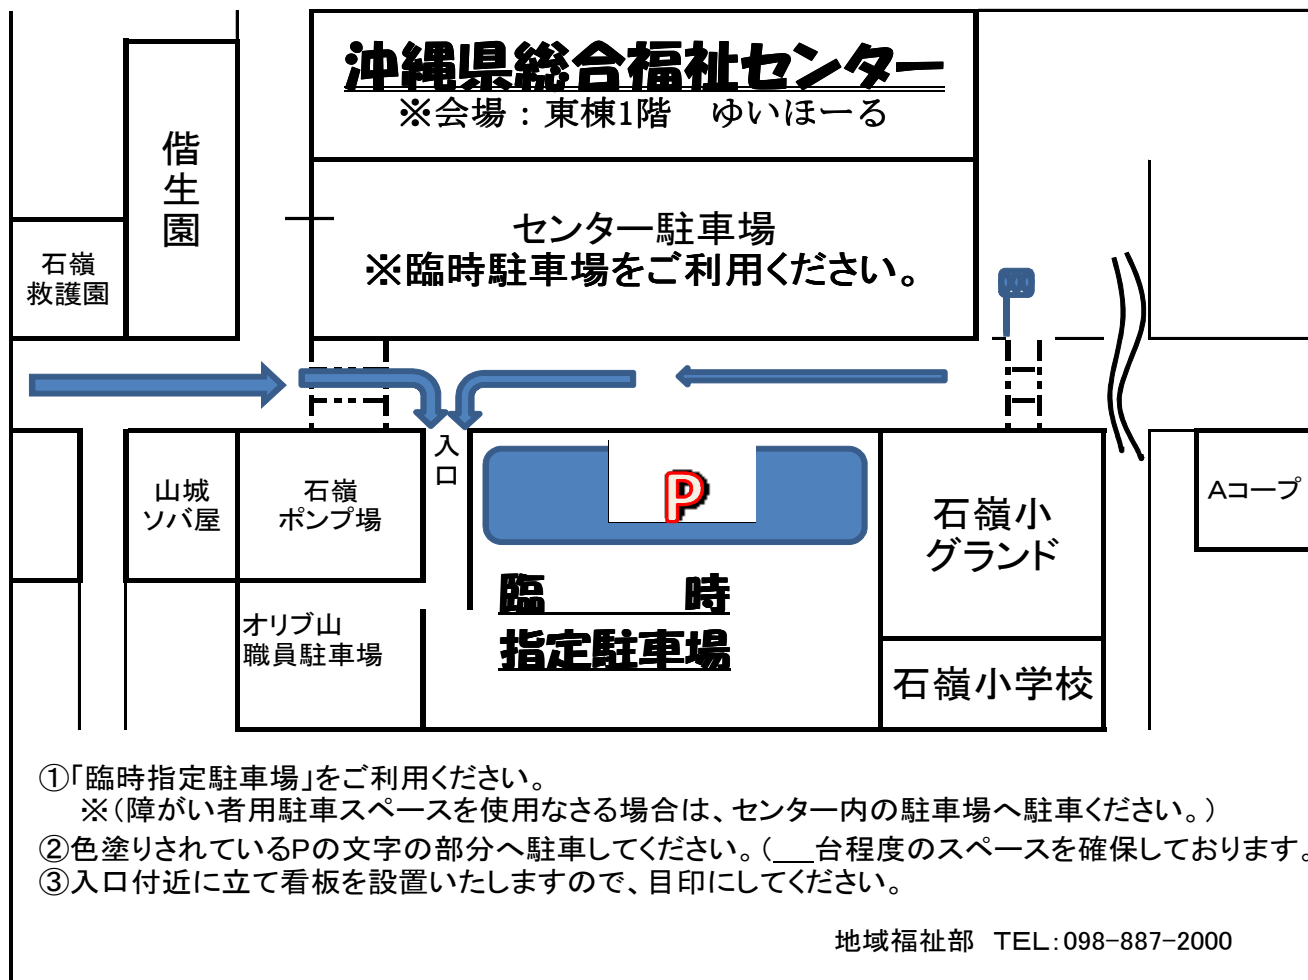 沖縄県総合福祉センター
※会場：東棟1階　ゆいほーる
偕生園
センター駐車場
※臨時駐車場をご利用ください。
石嶺
救護園
入口
P
山城
ソバ屋
石嶺
ポンプ場
石嶺小
グランド
Aコープ
臨　　　時
指定駐車場
オリブ山
職員駐車場
石嶺小学校
①「臨時指定駐車場」をご利用ください。
※（障がい者用駐車スペースを使用なさる場合は、センター内の駐車場へ駐車ください。）
②色塗りされているPの文字の部分へ駐車してください。（___台程度のスペースを確保しております。
③入口付近に立て看板を設置いたしますので、目印にしてください。
地域福祉部　TEL：098-887-2000